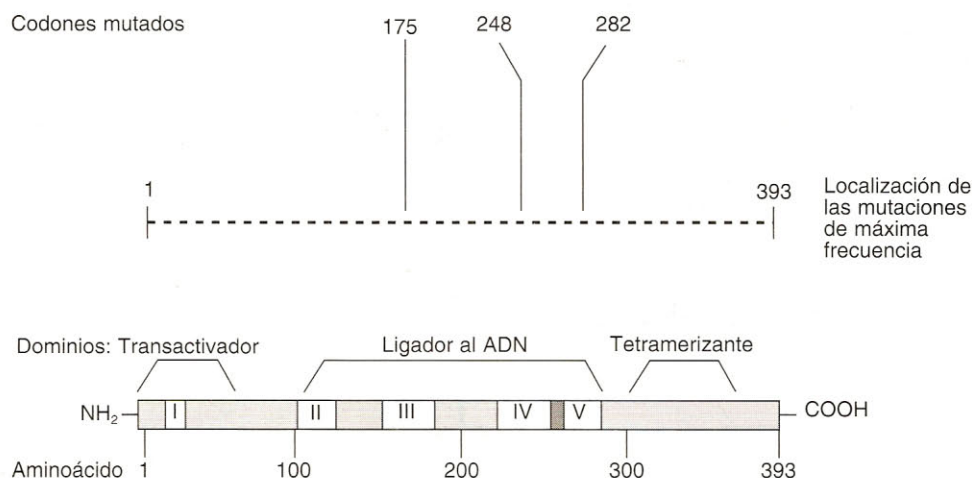 Codones mutados 175 248 282
1 393
Localización de
las mutaciones
de máxima
frecuencia
Dominios: Transactivador Ligador al ADN Tetramerizante
NH₂ I II III IV V COOH
Aminoácido 1 100 200 300 393